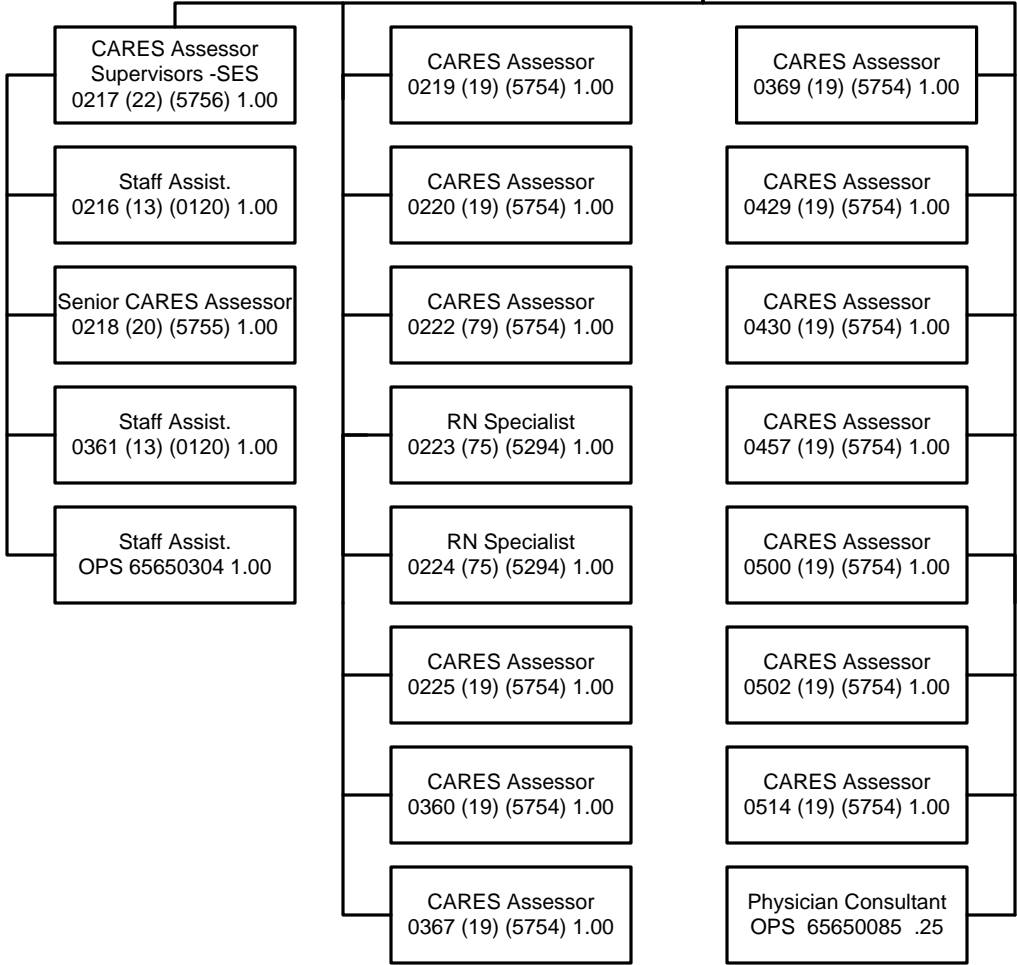 CARES Assessor
Supervisors -SES
0217 (22) (5756) 1.00
Staff Assist.
0216 (13) (0120) 1.00
Senior CARES Assessor
0218 (20) (5755) 1.00
Staff Assist.
0361 (13) (0120) 1.00
Staff Assist.
OPS 65650304 1.00
CARES Assessor
0219 (19) (5754) 1.00
CARES Assessor
0220 (19) (5754) 1.00
CARES Assessor
0222 (79) (5754) 1.00
RN Specialist
0223 (75) (5294) 1.00
RN Specialist
0224 (75) (5294) 1.00
CARES Assessor
0225 (19) (5754) 1.00
CARES Assessor
0360 (19) (5754) 1.00
CARES Assessor
0367 (19) (5754) 1.00
CARES Assessor
0369 (19) (5754) 1.00
CARES Assessor
0429 (19) (5754) 1.00
CARES Assessor
0430 (19) (5754) 1.00
CARES Assessor
0457 (19) (5754) 1.00
CARES Assessor
0500 (19) (5754) 1.00
CARES Assessor
0502 (19) (5754) 1.00
CARES Assessor
0514 (19) (5754) 1.00
Physician Consultant
OPS 65650085 .25